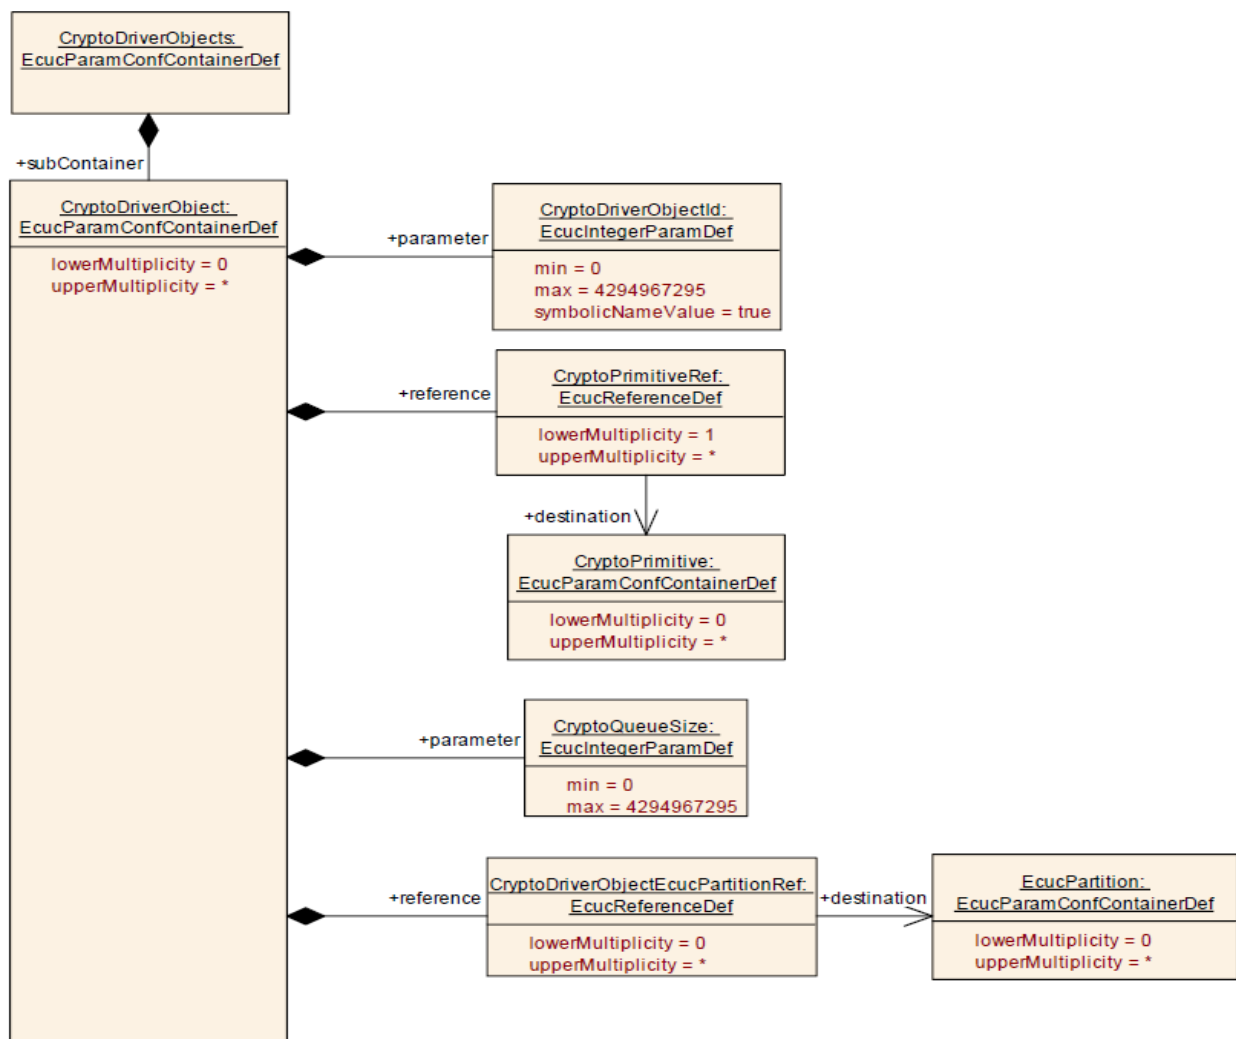 CryptoDriverObjects:
EcucParamConfContainerDef
+subContainer
CryptoDriverObject:
EcucParamConfContainerDef
lowerMultiplicity = 0
upperMultiplicity = *
+parameter
CryptoDriverObjectId:
EcucIntegerParamDef
min = 0
max = 4294967295
symbolicNameValue = true
+reference
CryptoPrimitiveRef:
EcucReferenceDef
lowerMultiplicity = 1
upperMultiplicity = *
+destination
CryptoPrimitive:
EcucParamConfContainerDef
lowerMultiplicity = 0
upperMultiplicity = *
+parameter
CryptoQueueSize:
EcucIntegerParamDef
min = 0
max = 4294967295
+reference
CryptoDriverObjectEcucPartitionRef:
EcucReferenceDef
lowerMultiplicity = 0
upperMultiplicity = *
+destination
EcucPartition:
EcucParamConfContainerDef
lowerMultiplicity = 0
upperMultiplicity = *